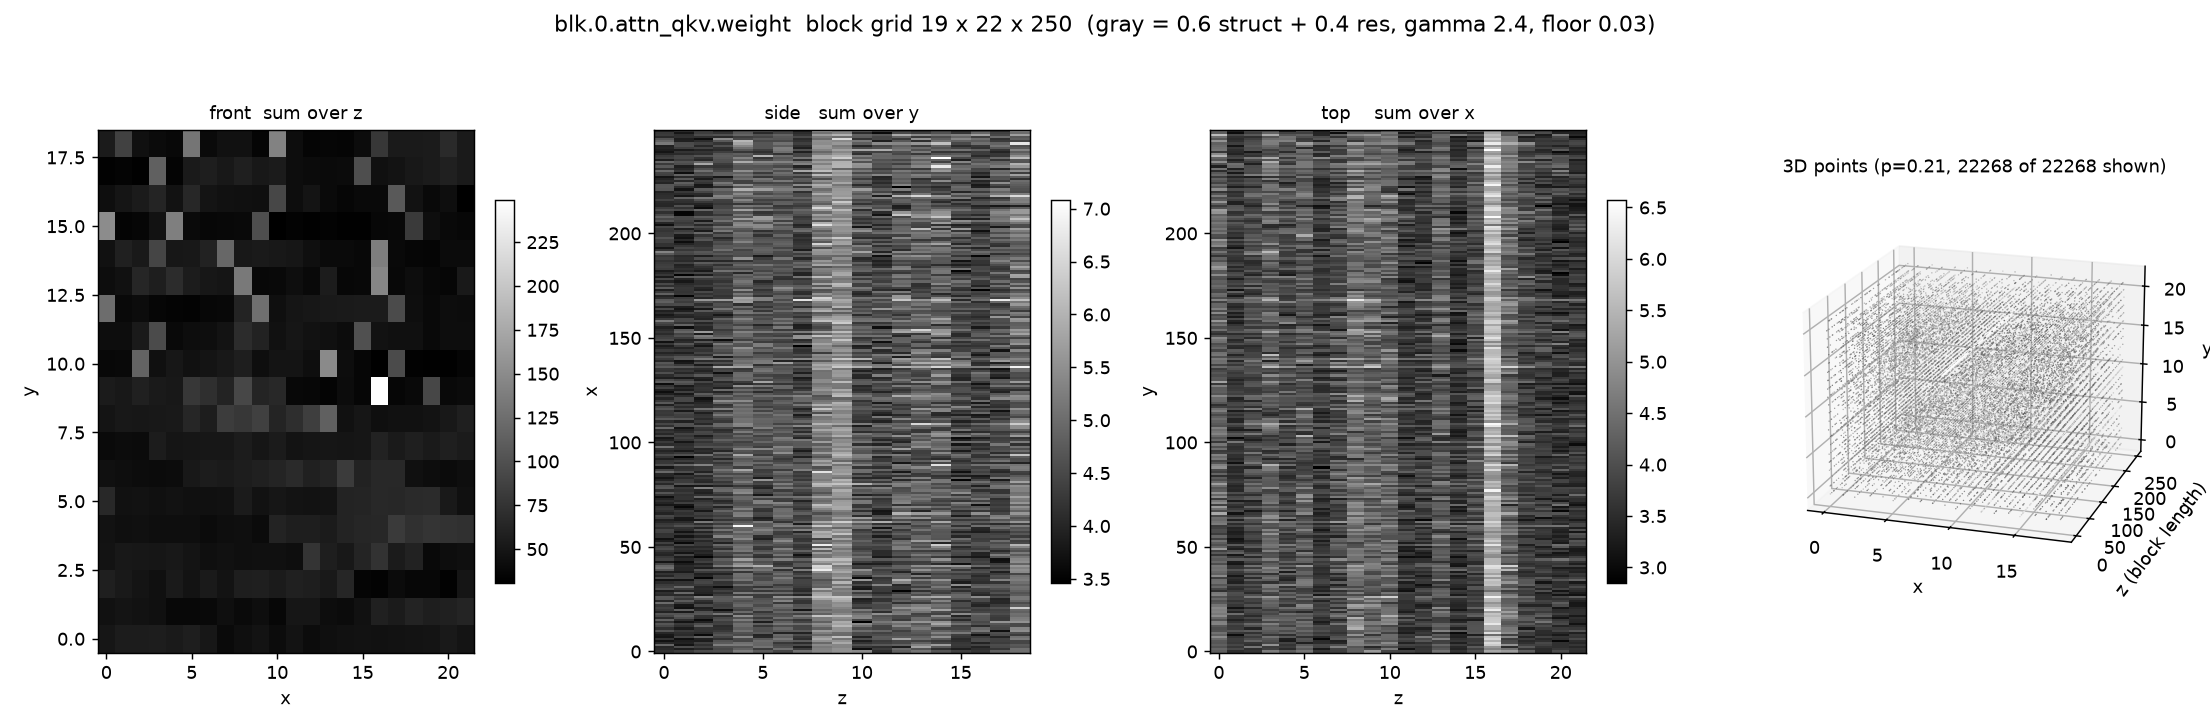 blk.0.attn_qkv.weight  block grid 19 x 22 x 250  (gray = 0.6 struct + 0.4 res, gamma 2.4, floor 0.03)
front  sum over z
17.5
15.0
12.5
10.0
7.5
5.0
2.5
0.0
y
0 5 10 15 20
x
225
200
175
150
125
100
75
50
side   sum over y
200
150
100
50
0
x
0 5 10 15
z
7.0
6.5
6.0
5.5
5.0
4.5
4.0
3.5
top    sum over x
200
150
100
50
0
y
0 5 10 15 20
z
6.5
6.0
5.5
5.0
4.5
4.0
3.5
3.0
3D points (p=0.21, 22268 of 22268 shown)
20
15
10
5
0
y
250
200
150
100
50
0
z (block length)
0 5 10 15
x